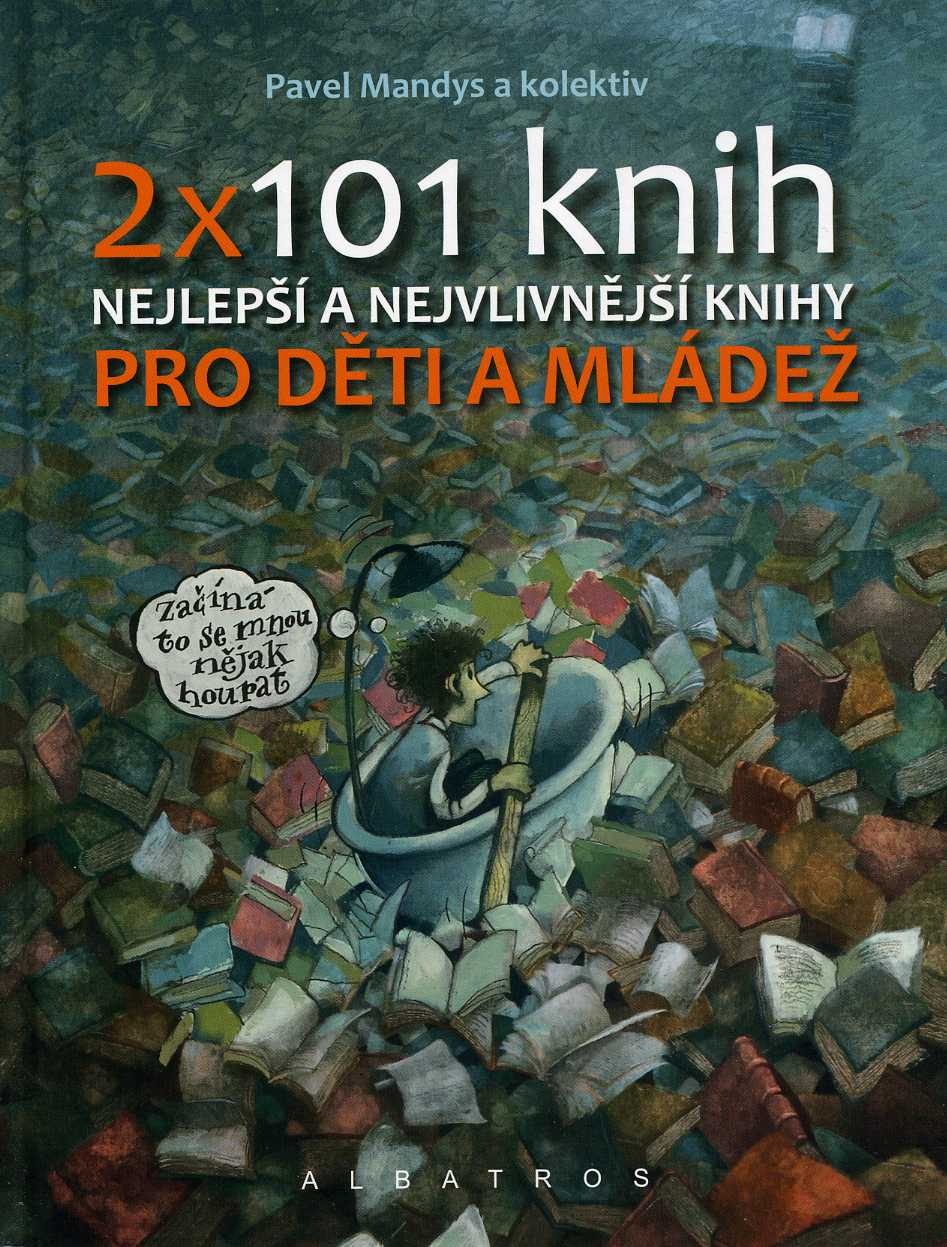 Pavel Mandys a kolektiv
2x101 knih
NEJLEPŠÍ A NEJVLIVNĚJŠÍ KNIHY
PRO DĚTI A MLÁDEŽ
začíná
to se mnou
nějak
houpat
ALBATROS